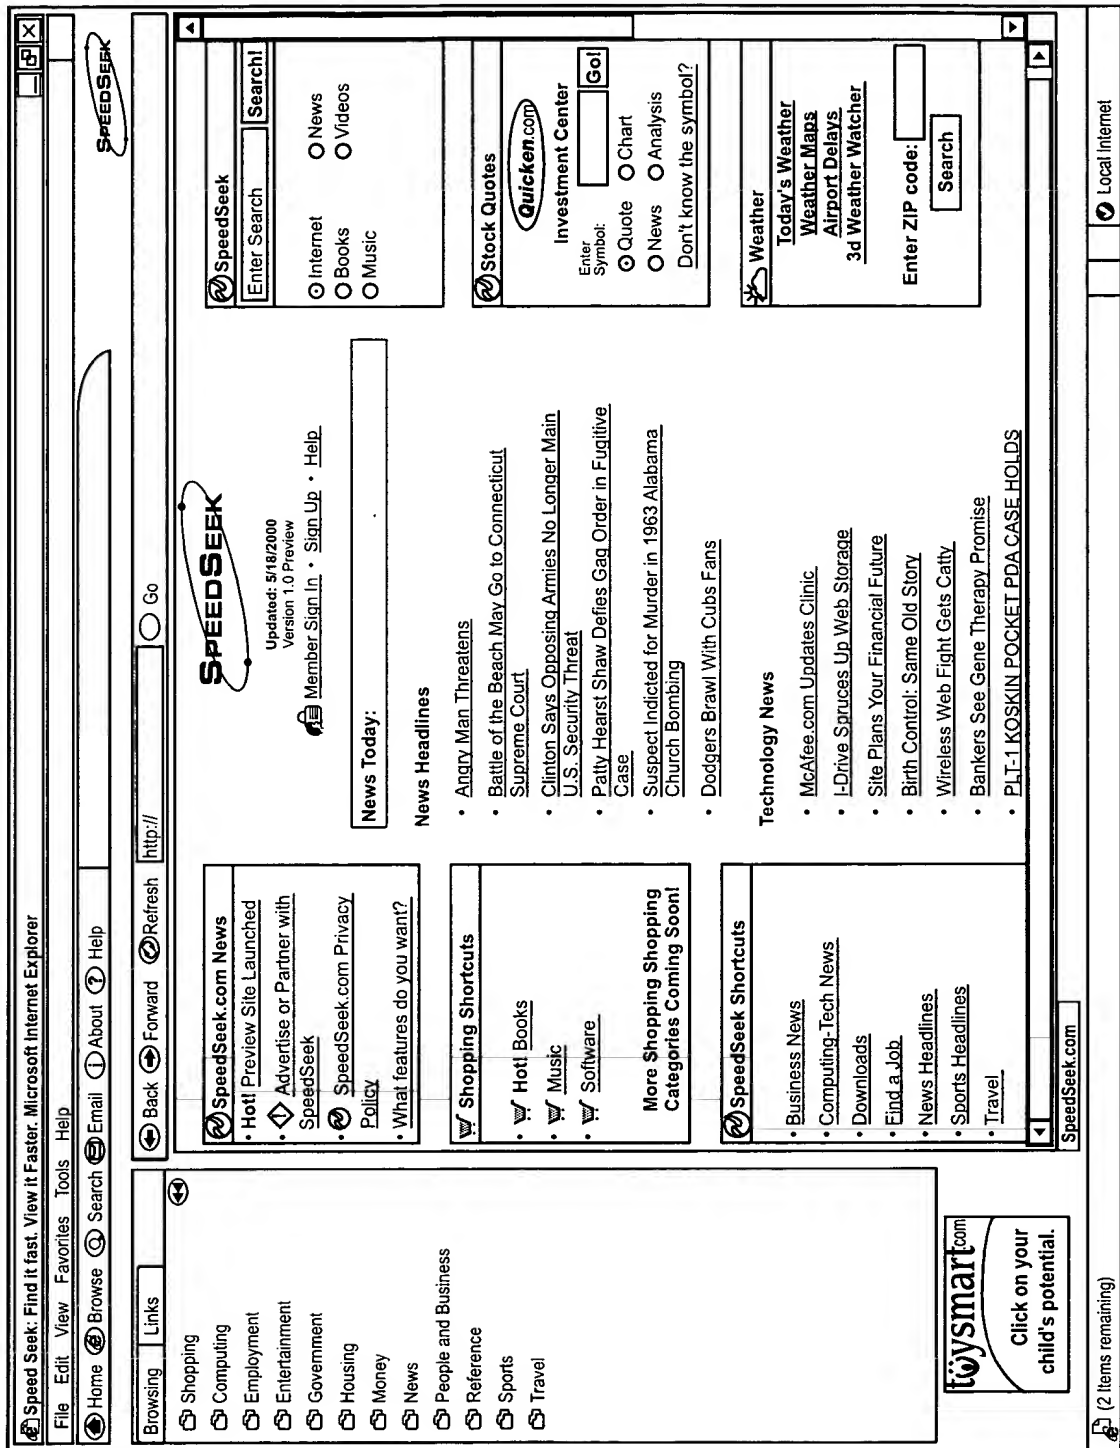 Speed Seek: Find it fast. View it Faster. Microsoft Internet Explorer
File Edit View Favorites Tools Help
Home Browse Search Email About Help
SPEEDSEEK
Browsing Links
Shopping
Computing
Employment
Entertainment
Government
Housing
Money
News
People and Business
Reference
Sports
Travel
toysmart.com
Click on your
child's potential.
Back Forward Refresh http:// Go
SpeedSeek.com News
• Hot! Preview Site Launched
• Advertise or Partner with
SpeedSeek
• SpeedSeek.com Privacy
Policy
• What features do you want?
Shopping Shortcuts
• Hot! Books
• Music
• Software
More Shopping Shopping
Categories Coming Soon!
SpeedSeek Shortcuts
• Business News
• Computing-Tech News
• Downloads
• Find a Job
• News Headlines
• Sports Headlines
• Travel
SPEEDSEEK
Updated: 5/18/2000
Version 1.0 Preview
Member Sign In • Sign Up • Help
News Today:
News Headlines
• Angry Man Threatens
• Battle of the Beach May Go to Connecticut
Supreme Court
• Clinton Says Opposing Armies No Longer Main
U.S. Security Threat
• Patty Hearst Shaw Defies Gag Order in Fugitive
Case
• Suspect Indicted for Murder in 1963 Alabama
Church Bombing
• Dodgers Brawl With Cubs Fans
Technology News
• McAfee.com Updates Clinic
• I-Drive Spruces Up Web Storage
• Site Plans Your Financial Future
• Birth Control: Same Old Story
• Wireless Web Fight Gets Catty
• Bankers See Gene Therapy Promise
• PLT-1 KOSKIN POCKET PDA CASE HOLDS
SpeedSeek
Enter Search Search!
Internet News
Books Videos
Music
Stock Quotes
Quicken.com
Investment Center
Enter
Symbol: Go!
Quote Chart
News Analysis
Don't know the symbol?
Weather
Today's Weather
Weather Maps
Airport Delays
3d Weather Watcher
Enter ZIP code:
Search
SpeedSeek.com
(2 Items remaining) Local Internet